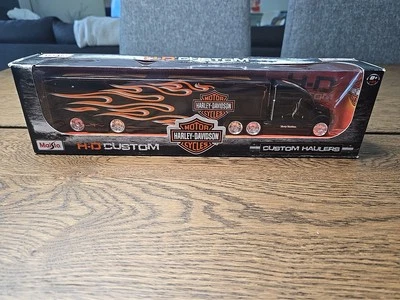 H-D CUSTOM
MOTOR
HARLEY-DAVIDSON
CYCLES
H-D
MOTOR
HARLEY-DAVIDSON
CYCLES
Maisto
H-D CUSTOM
CUSTOM HAULERS